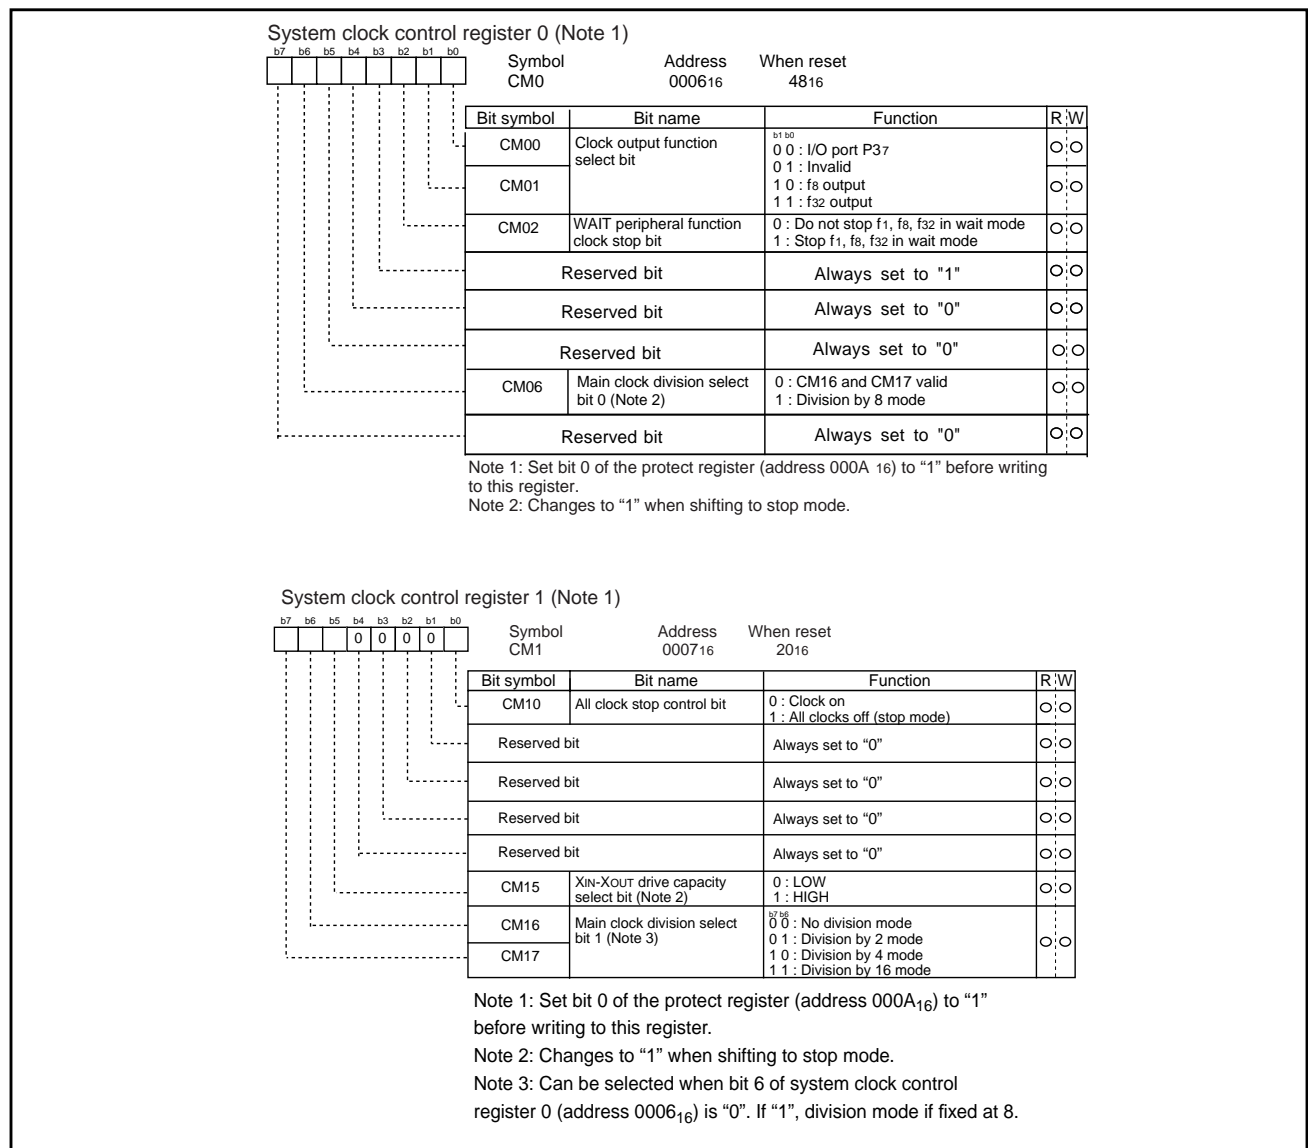 System clock control register 0 (Note 1)
b7 b6 b5 b4 b3 b2 b1 b0
Symbol Address When reset
CM0 000616 4816
Bit symbol Bit name Function R W
CM00 Clock output function select bit
b1 b0
0 0 : I/O port P37
0 1 : Invalid
CM01
1 0 : f8 output
1 1 : f32 output
CM02 WAIT peripheral function clock stop bit
0 : Do not stop f1, f8, f32 in wait mode
1 : Stop f1, f8, f32 in wait mode
Reserved bit Always set to "1"
Reserved bit Always set to "0"
Reserved bit Always set to "0"
CM06 Main clock division select bit 0 (Note 2)
0 : CM16 and CM17 valid
1 : Division by 8 mode
Reserved bit Always set to "0"
Note 1: Set bit 0 of the protect register (address 000A 16) to “1” before writing
to this register.
Note 2: Changes to “1” when shifting to stop mode.
System clock control register 1 (Note 1)
b7 b6 b5 b4 b3 b2 b1 b0
0 0 0 0
Symbol Address When reset
CM1 000716 2016
Bit symbol Bit name Function R W
CM10 All clock stop control bit
0 : Clock on
1 : All clocks off (stop mode)
Reserved bit Always set to “0”
Reserved bit Always set to “0”
Reserved bit Always set to “0”
Reserved bit Always set to “0”
CM15 XIN-XOUT drive capacity select bit (Note 2)
0 : LOW
1 : HIGH
CM16 Main clock division select bit 1 (Note 3)
b7 b6
0 0 : No division mode
0 1 : Division by 2 mode
CM17
1 0 : Division by 4 mode
1 1 : Division by 16 mode
Note 1: Set bit 0 of the protect register (address 000A16) to “1”
before writing to this register.
Note 2: Changes to “1” when shifting to stop mode.
Note 3: Can be selected when bit 6 of system clock control
register 0 (address 000616) is “0”. If “1”, division mode if fixed at 8.